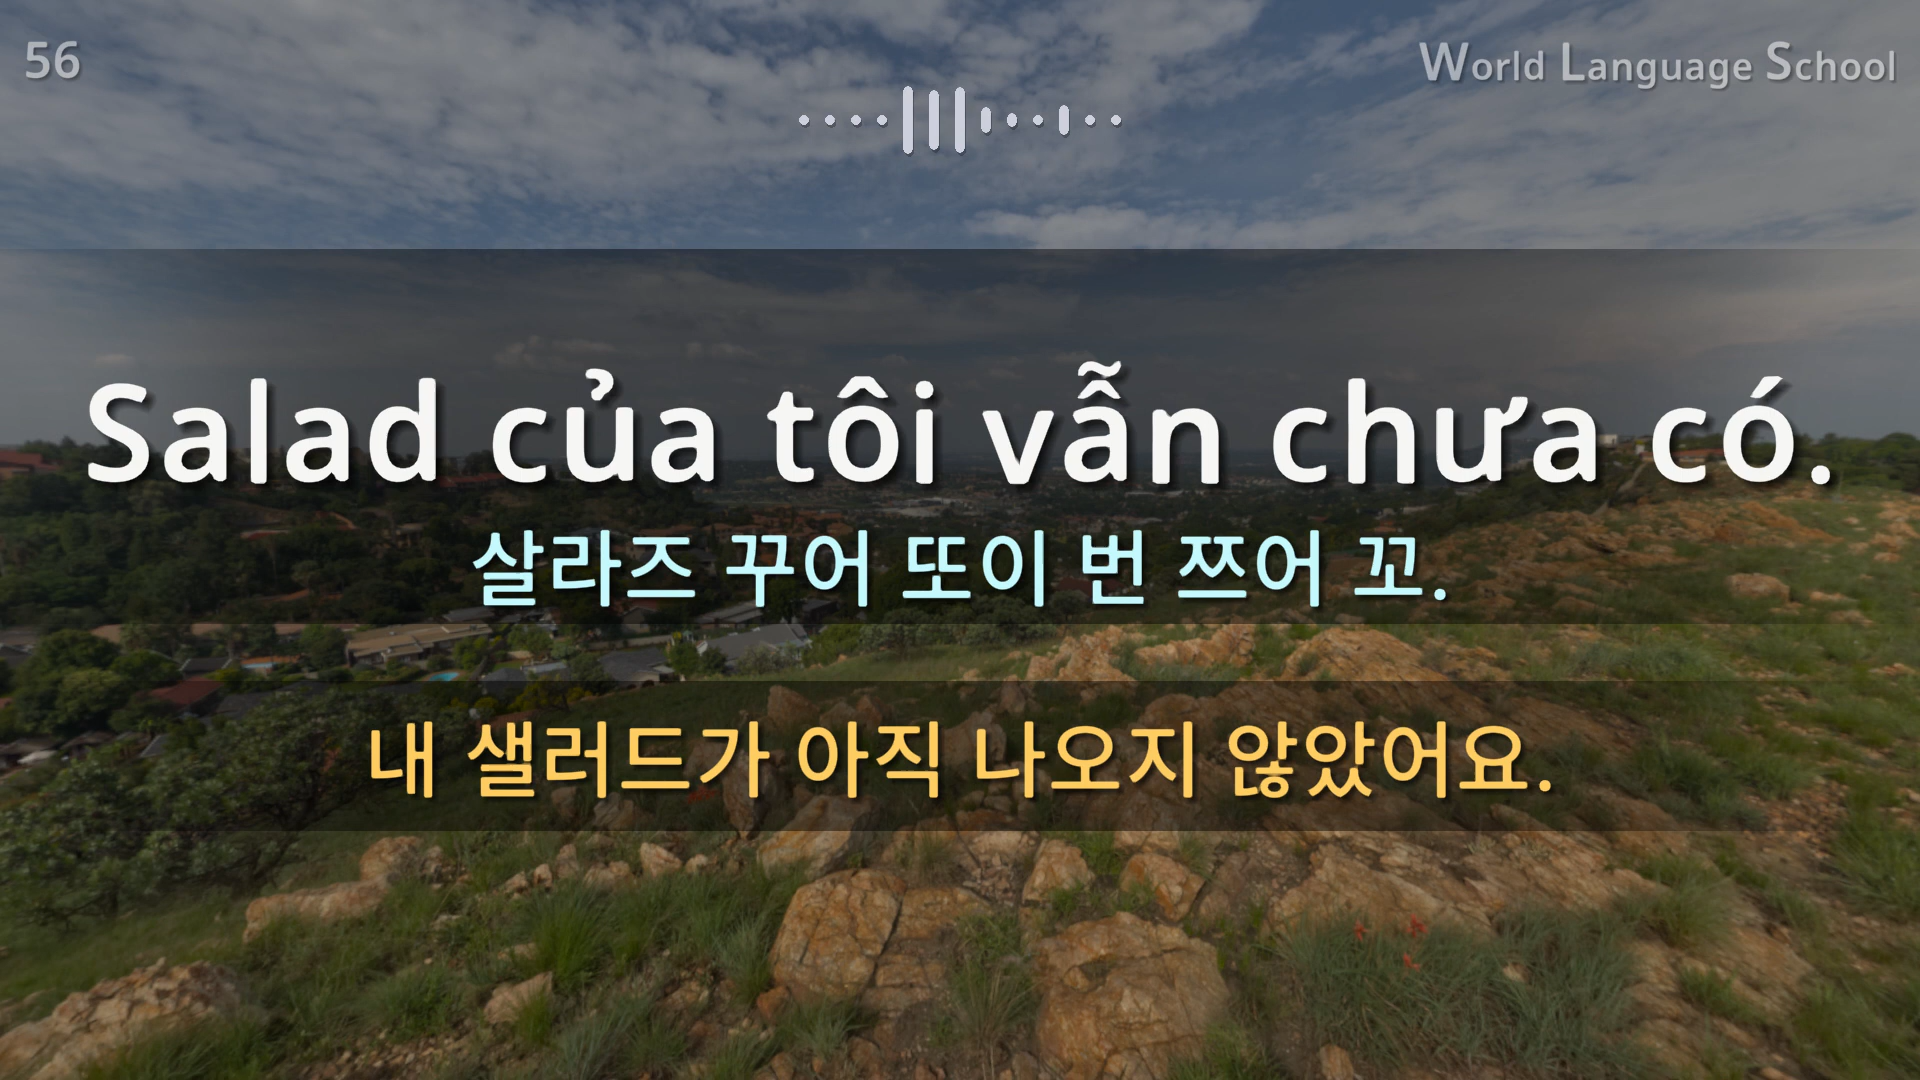 56
World Language School
Salad của tôi vẫn chưa có.
살라즈 꾸어 또이 번 쯔어 꼬.
내 샐러드가 아직 나오지 않았어요.